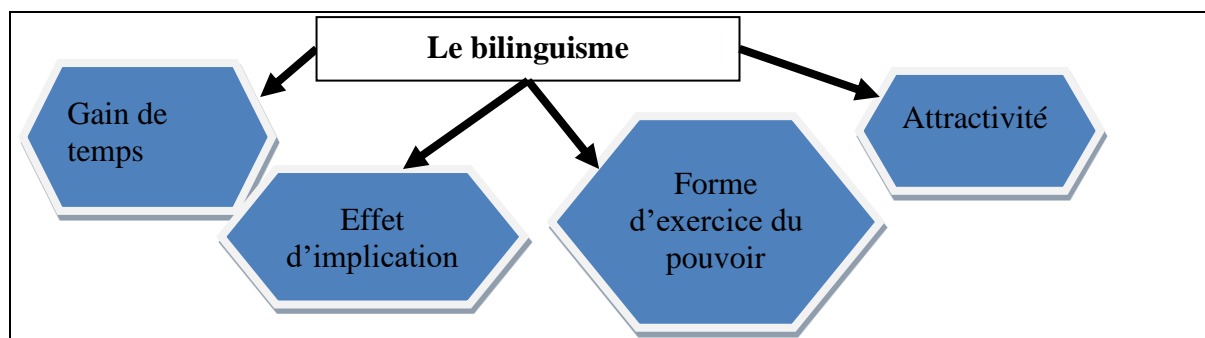 Le bilinguisme
Gain de
temps
Effet
d’implication
Forme
d’exercice du
pouvoir
Attractivité